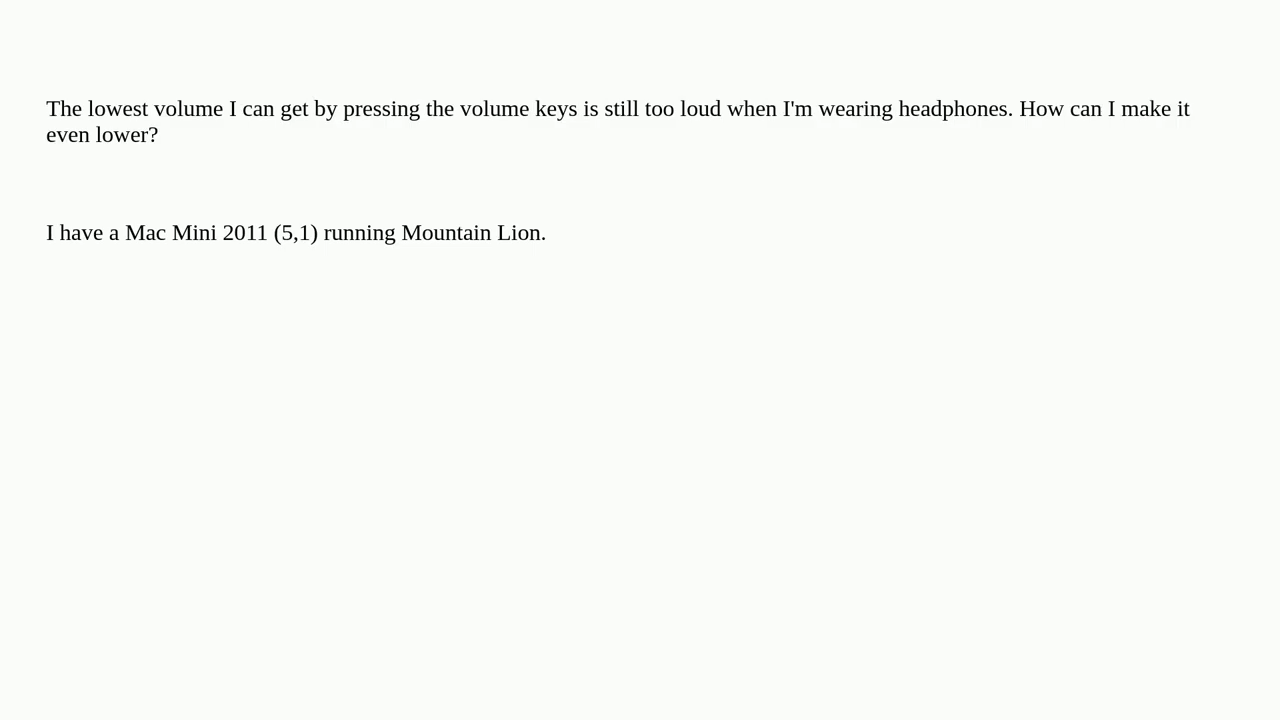 The lowest volume I can get by pressing the volume keys is still too loud when I'm wearing headphones. How can I make it
even lower?
I have a Mac Mini 2011 (5,1) running Mountain Lion.